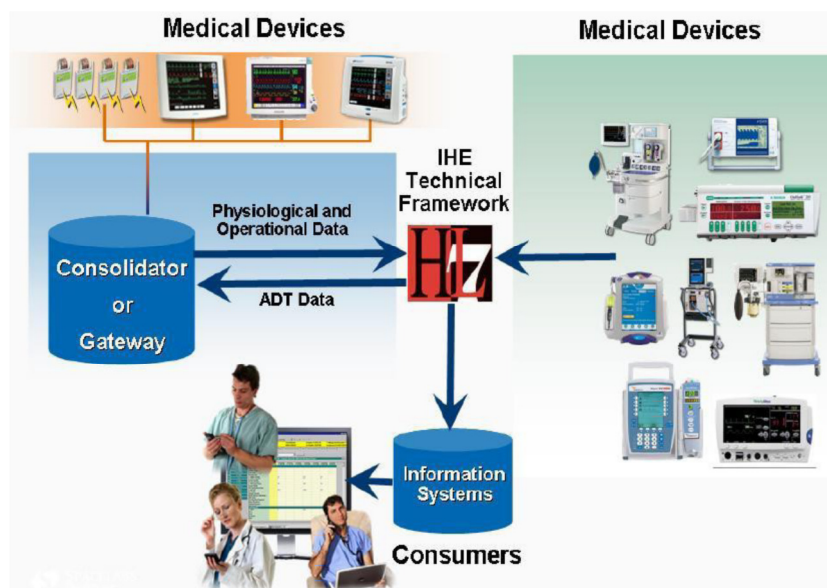 Medical Devices
Medical Devices
IHE
Technical
Framework
Physiological and
Operational Data
HL7
Consolidator
or
Gateway
ADT Data
Information
Systems
Consumers